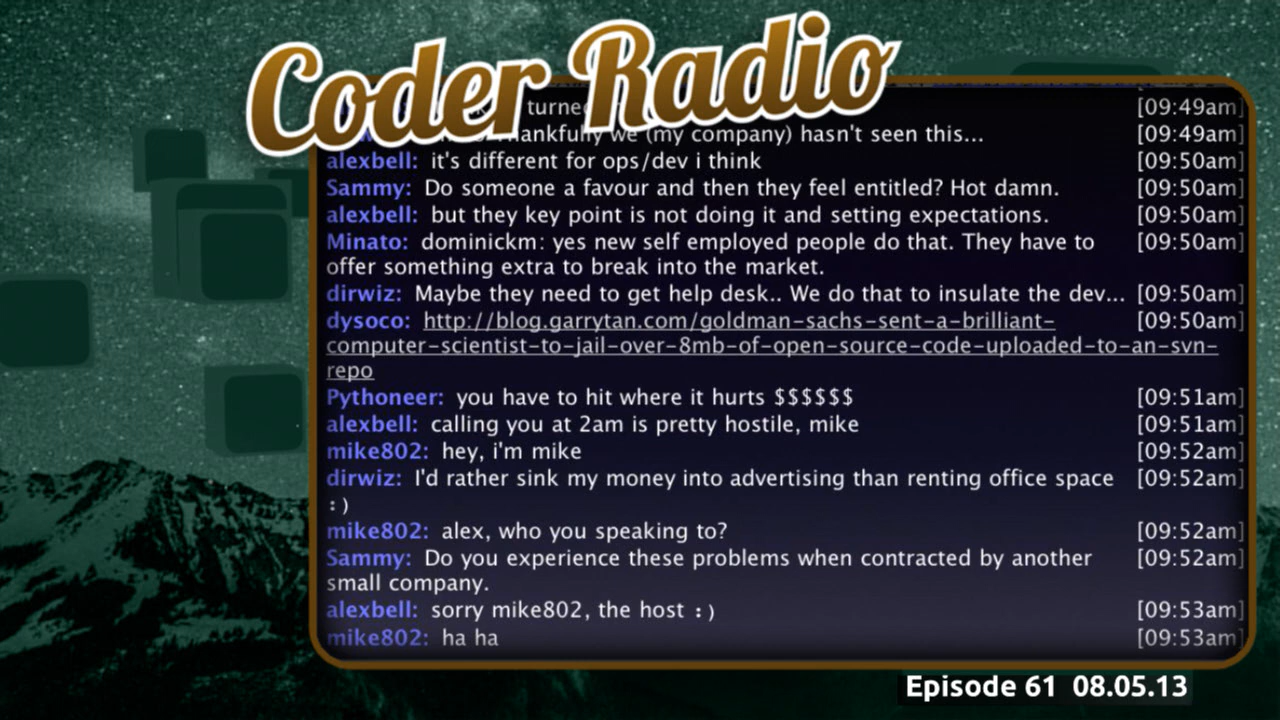 Coder Radio
turned [09:49am]
we (my company) hasn't seen this... [09:49am]
alexbell: it's different for ops/dev i think [09:50am]
Sammy: Do someone a favour and then they feel entitled? Hot damn. [09:50am]
alexbell: but they key point is not doing it and setting expectations. [09:50am]
Minato: dominickm: yes new self employed people do that. They have to [09:50am]
offer something extra to break into the market.
dirwiz: Maybe they need to get help desk.. We do that to insulate the dev... [09:50am]
dysoco: http://blog.garrytan.com/goldman-sachs-sent-a-brilliant- [09:50am]
computer-scientist-to-jail-over-8mb-of-open-source-code-uploaded-to-an-svn-
repo
Pythoneer: you have to hit where it hurts $$$$$$ [09:51am]
alexbell: calling you at 2am is pretty hostile, mike [09:51am]
mike802: hey, i'm mike [09:52am]
dirwiz: I'd rather sink my money into advertising than renting office space [09:52am]
:)
mike802: alex, who you speaking to? [09:52am]
Sammy: Do you experience these problems when contracted by another [09:52am]
small company.
alexbell: sorry mike802, the host :) [09:53am]
mike802: ha ha [09:53am]
Episode 61 08.05.13